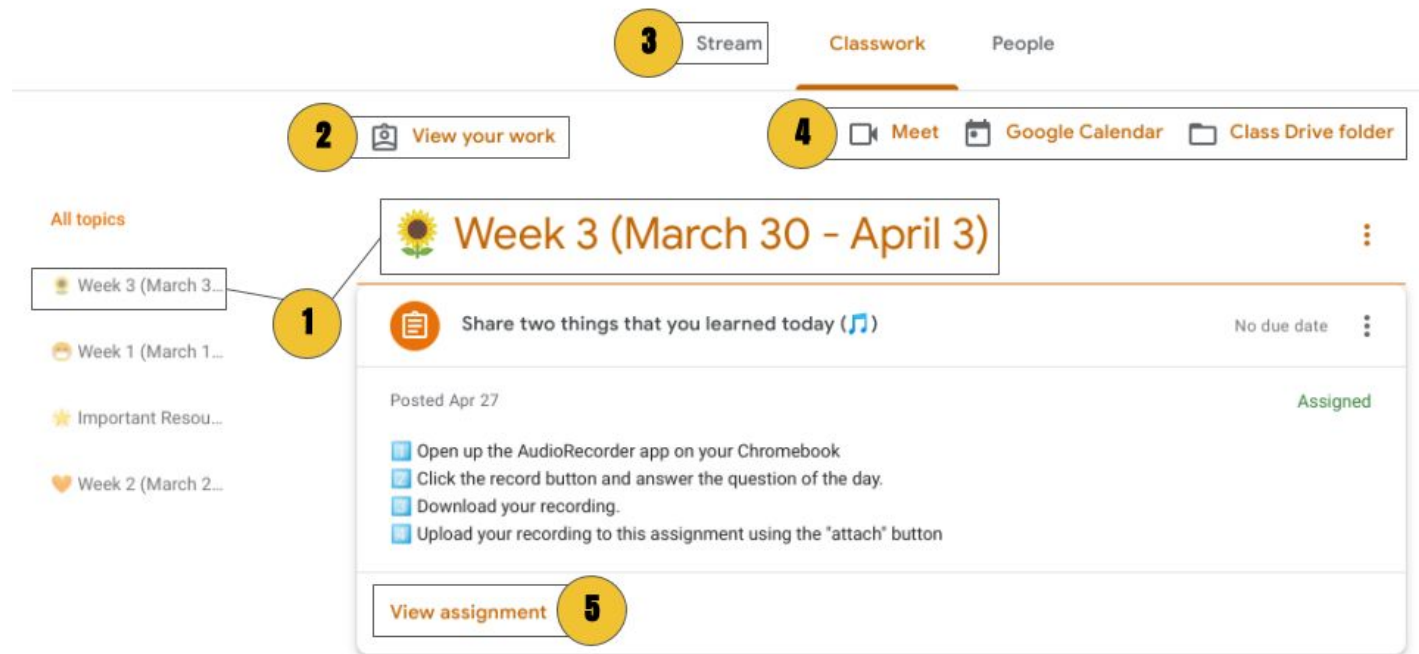 3 Stream Classwork People
2 View your work 4 Meet Google Calendar Class Drive folder
All topics
🌻 Week 3 (March 30 - April 3)
🌻 Week 3 (March 3...
1
Share two things that you learned today (🎵) No due date
😷 Week 1 (March 1...
Posted Apr 27 Assigned
⭐ Important Resou...
1️⃣ Open up the AudioRecorder app on your Chromebook
2️⃣ Click the record button and answer the question of the day.
🧡 Week 2 (March 2...
3️⃣ Download your recording.
4️⃣ Upload your recording to this assignment using the "attach" button
View assignment 5